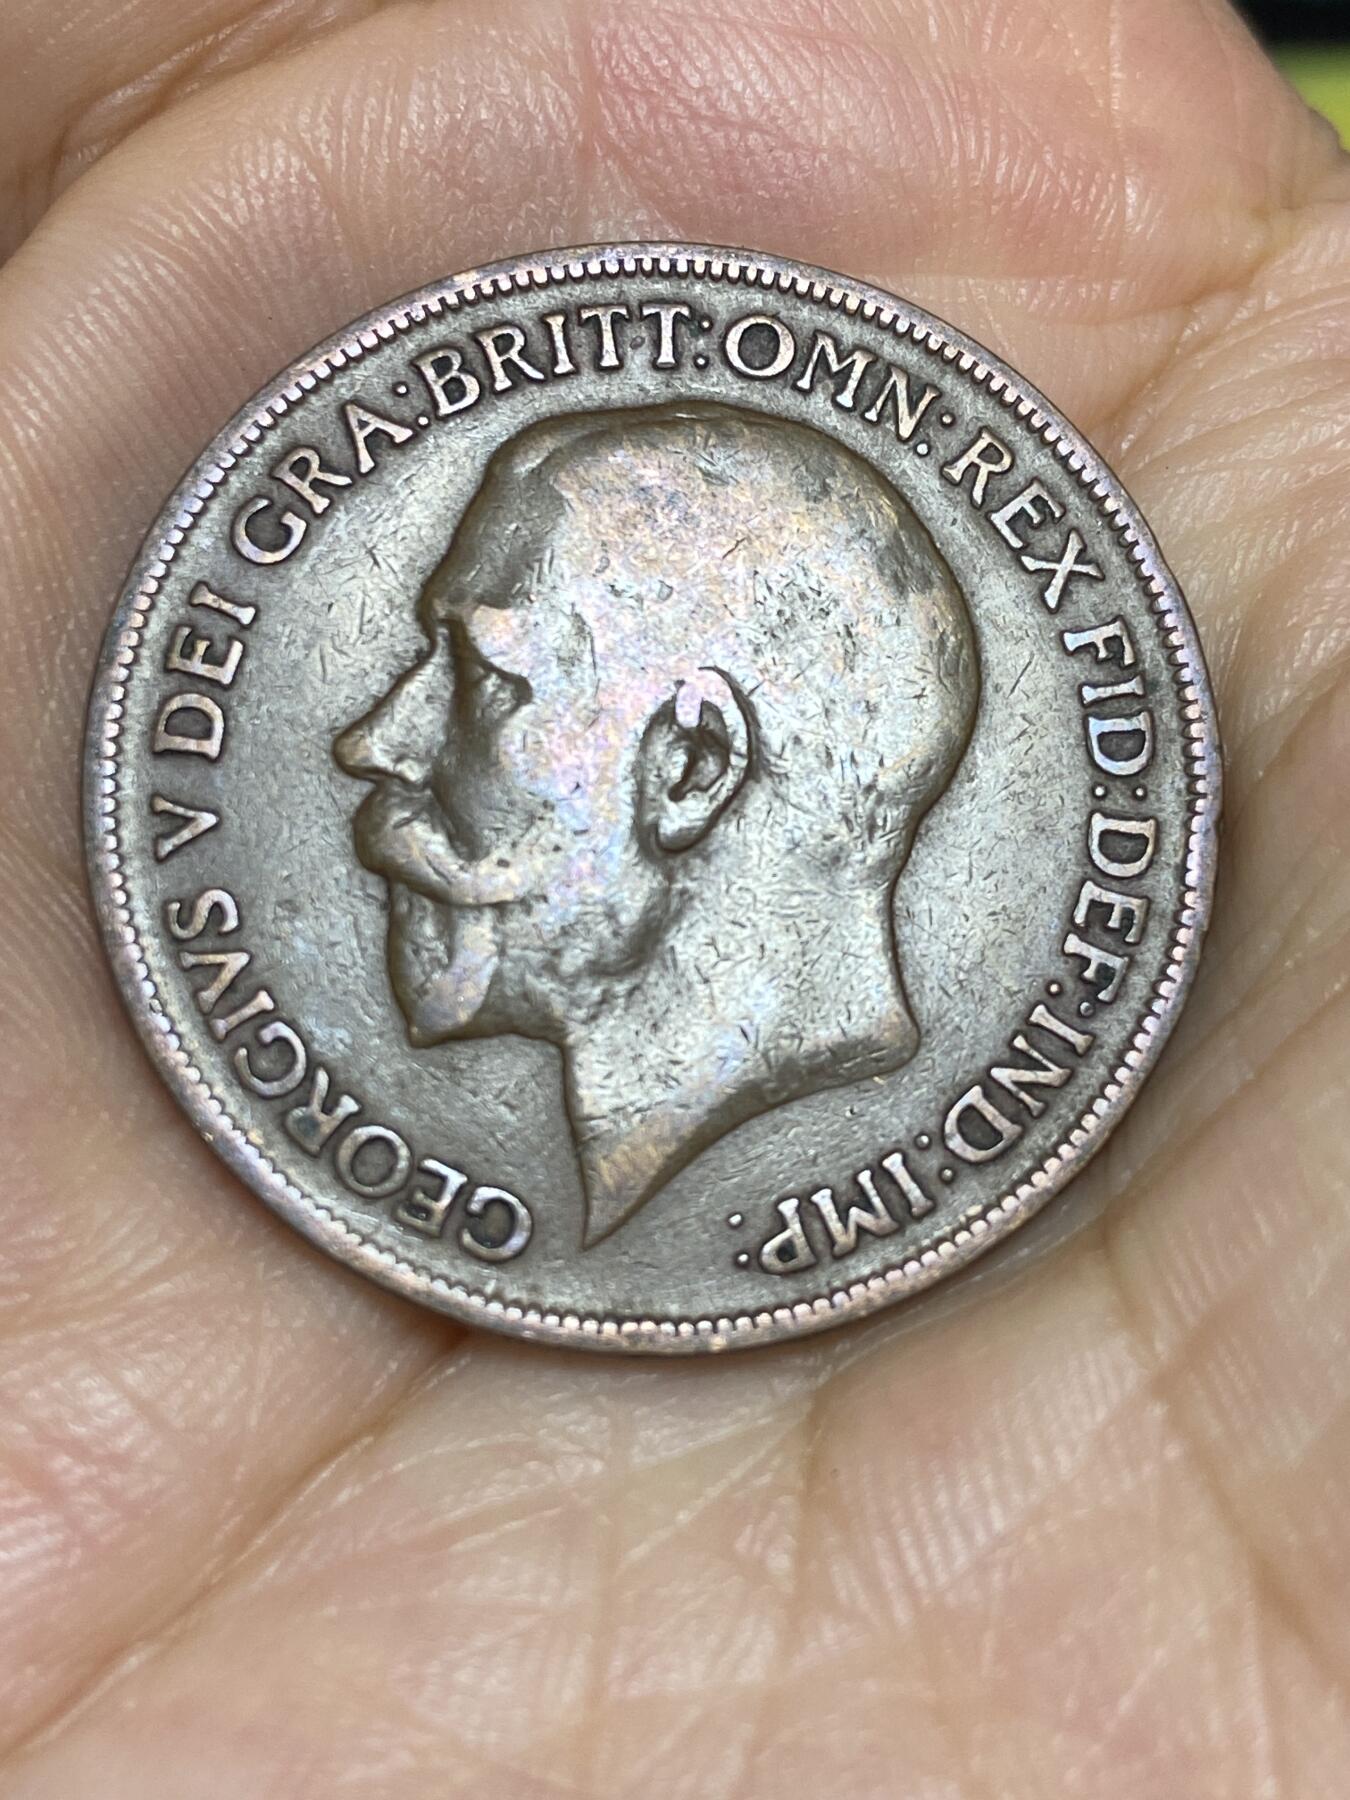 GEORGIVS V DEI GRA: BRITT: OMN: REX FID: DEF: IND: IMP: